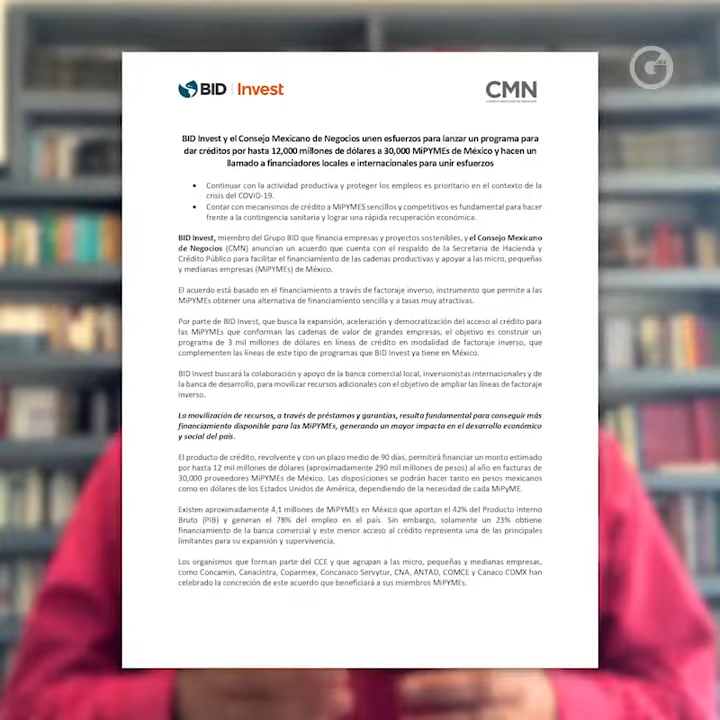 BID Invest
CMN
CONSEJO MEXICANO DE NEGOCIOS
BID Invest y el Consejo Mexicano de Negocios unen esfuerzos para lanzar un programa para
dar créditos por hasta 12,000 millones de dólares a 30,000 MiPYMEs de México y hacen un
llamado a financiadores locales e internacionales para unir esfuerzos
• Continuar con la actividad productiva y proteger los empleos es prioritario en el contexto de la
crisis del COVID-19.
• Contar con mecanismos de crédito a MiPYMES sencillos y competitivos es fundamental para hacer
frente a la contingencia sanitaria y lograr una rápida recuperación económica.
BID Invest, miembro del Grupo BID que financia empresas y proyectos sostenibles, y el Consejo Mexicano
de Negocios (CMN) anuncian un acuerdo que cuenta con el respaldo de la Secretaria de Hacienda y
Crédito Público para facilitar el financiamiento de las cadenas productivas y apoyar a las micro, pequeñas
y medianas empresas (MiPYMEs) de México.
El acuerdo está basado en el financiamiento a través de factoraje inverso, instrumento que permite a las
MiPYMEs obtener una alternativa de financiamiento sencilla y a tasas muy atractivas.
Por parte de BID Invest, que busca la expansión, aceleración y democratización del acceso al crédito para
las MiPYMEs que conforman las cadenas de valor de grandes empresas, el objetivo es construir un
programa de 3 mil millones de dólares en líneas de crédito en modalidad de factoraje inverso, que
complementen las líneas de este tipo de programas que BID Invest ya tiene en México.
BID Invest buscará la colaboración y apoyo de la banca comercial local, inversionistas internacionales y de
la banca de desarrollo, para movilizar recursos adicionales con el objetivo de ampliar las líneas de factoraje
inverso.
La movilización de recursos, a través de préstamos y garantías, resulta fundamental para conseguir más
financiamiento disponible para las MiPYMEs, generando un mayor impacto en el desarrollo económico
y social del país.
El producto de crédito, revolvente y con un plazo medio de 90 días, permitirá financiar un monto estimado
por hasta 12 mil millones de dólares (aproximadamente 290 mil millones de pesos) al año en facturas de
30,000 proveedores MiPYMEs de México. Las disposiciones se podrán hacer tanto en pesos mexicanos
como en dólares de los Estados Unidos de América, dependiendo de la necesidad de cada MiPyME.
Existen aproximadamente 4,1 millones de MiPYMEs en México que aportan el 42% del Producto Interno
Bruto (PIB) y generan el 78% del empleo en el país. Sin embargo, solamente un 23% obtiene
financiamiento de la banca comercial y este menor acceso al crédito representa una de las principales
limitantes para su expansión y supervivencia.
Los organismos que forman parte del CCE y que agrupan a las micro, pequeñas y medianas empresas,
como Concamin, Canacintra, Coparmex, Concanaco Servytur, CNA, ANTAD, COMCE y Canaco CDMX han
celebrado la concreción de este acuerdo que beneficiará a sus miembros MiPYMEs.